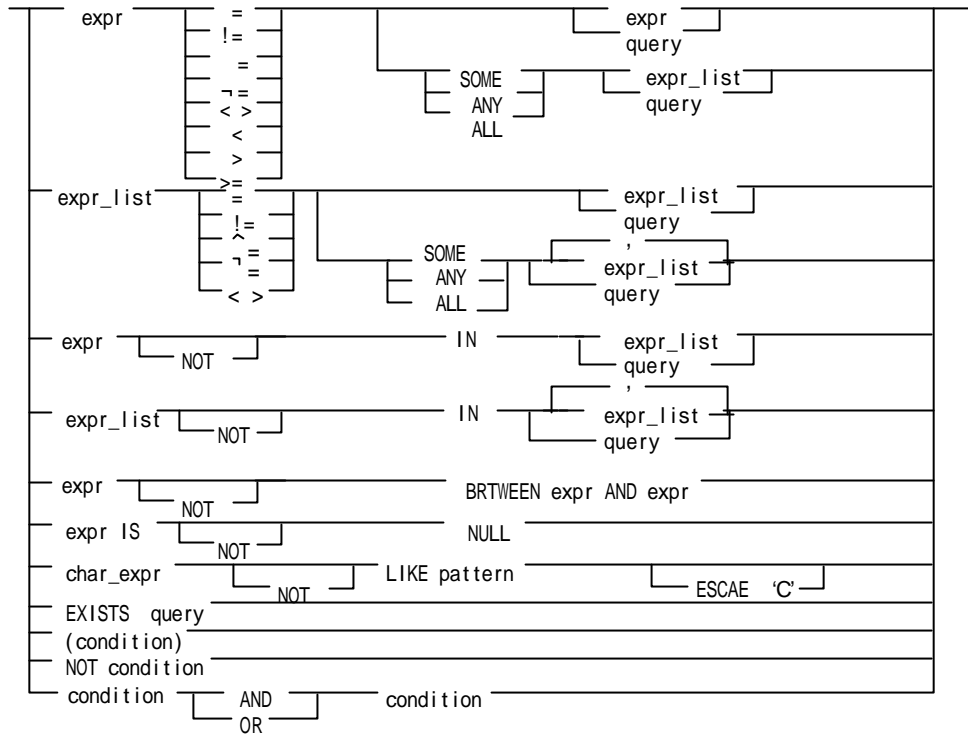 expr = expr
!= query
= SOME expr_list
¬= ANY query
< > ALL
<
>
>=
expr_list = expr_list
!= query
^ = SOME , expr_list
¬ = ANY query
< > ALL
expr NOT IN expr_list
query
expr_list NOT IN , expr_list
query
expr NOT BRTWEEN expr AND expr
expr IS NOT NULL
char_expr NOT LIKE pattern ESCAE ‘C’
EXISTS query
(condition)
NOT condition
condition AND condition
OR